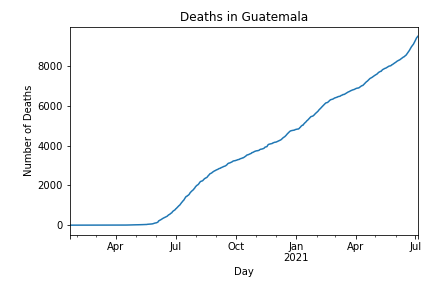 Deaths in Guatemala
Number of Deaths
8000
6000
4000
2000
0
Apr Jul Oct Jan Apr Jul
2021
Day